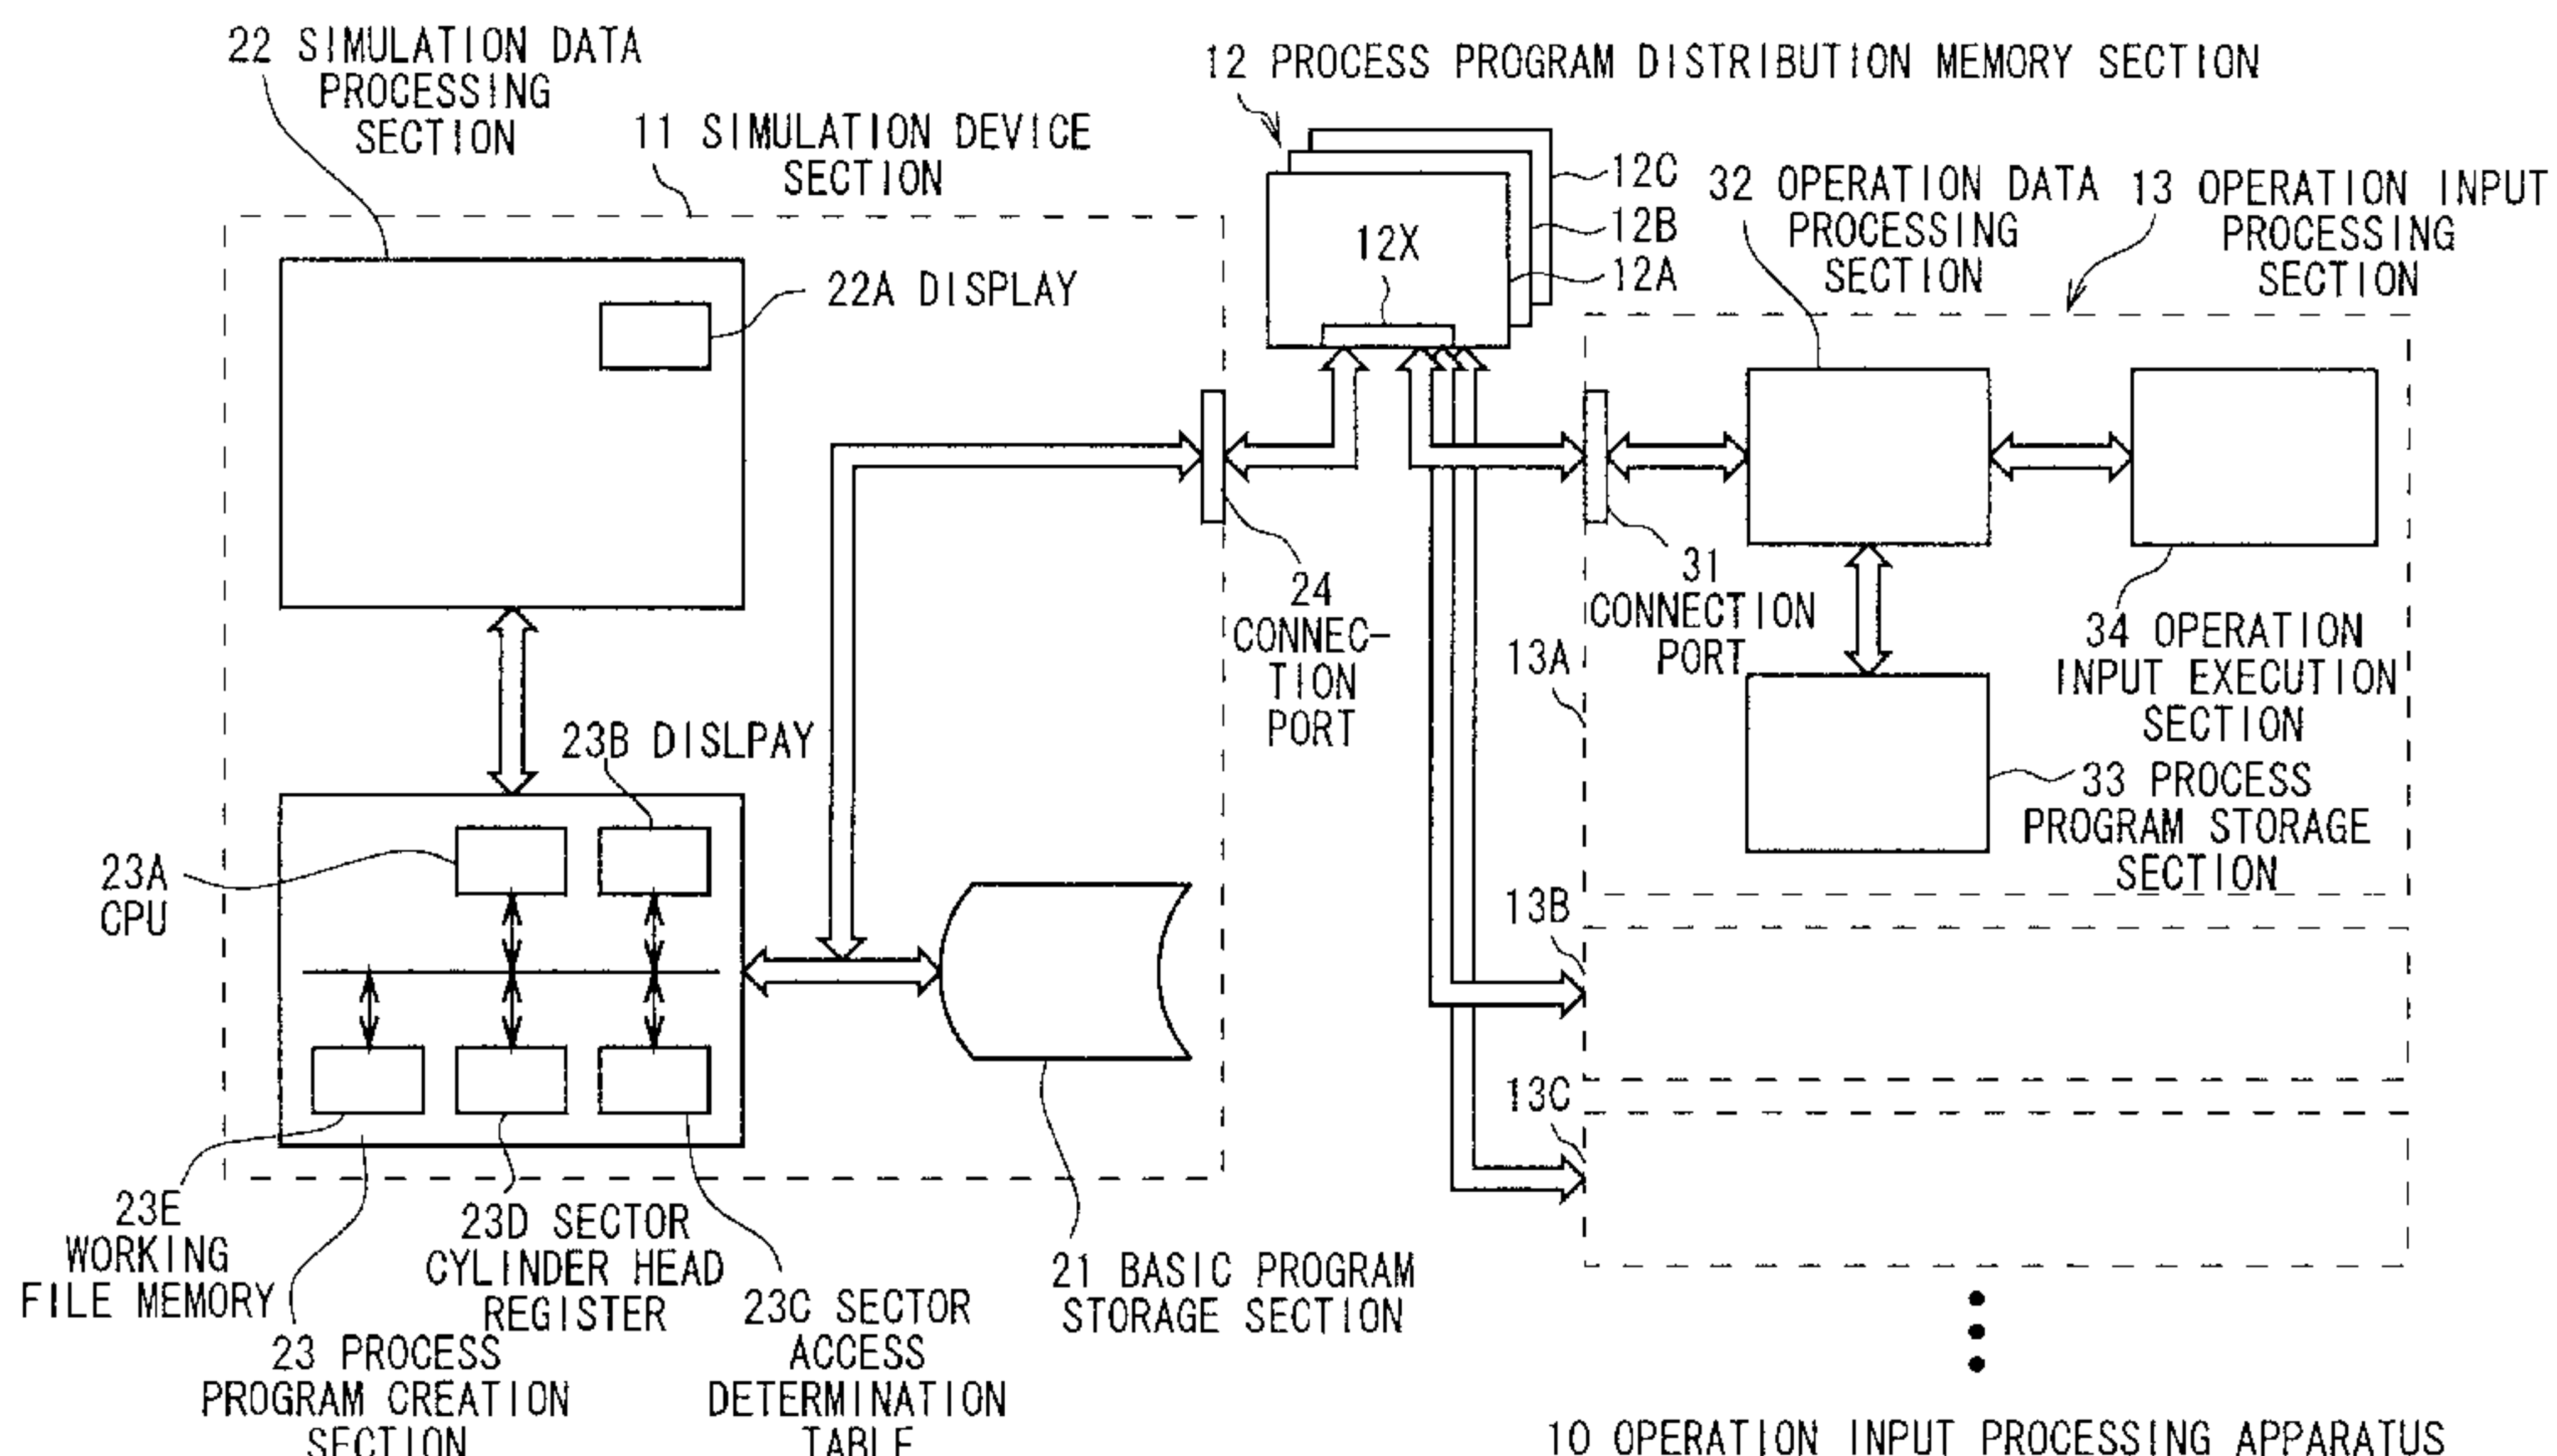 22 SIMULATION DATA
PROCESSING
SECTION
11 SIMULATION DEVICE
SECTION
12 PROCESS PROGRAM DISTRIBUTION MEMORY SECTION
12C
12B
12A
12X
32 OPERATION DATA
PROCESSING
SECTION
13 OPERATION INPUT
PROCESSING
SECTION
22A DISPLAY
24
CONNEC-
TION
PORT
31
CONNECTION
PORT
13A
34 OPERATION
INPUT EXECUTION
SECTION
33 PROCESS
PROGRAM STORAGE
SECTION
23B DISLPAY
23A
CPU
13B
13C
23E
WORKING
FILE MEMORY
23D SECTOR
CYLINDER HEAD
REGISTER
23C SECTOR
ACCESS
DETERMINATION
TABLE
21 BASIC PROGRAM
STORAGE SECTION
23 PROCESS
PROGRAM CREATION
SECTION
10 OPERATION INPUT PROCESSING APPARATUS